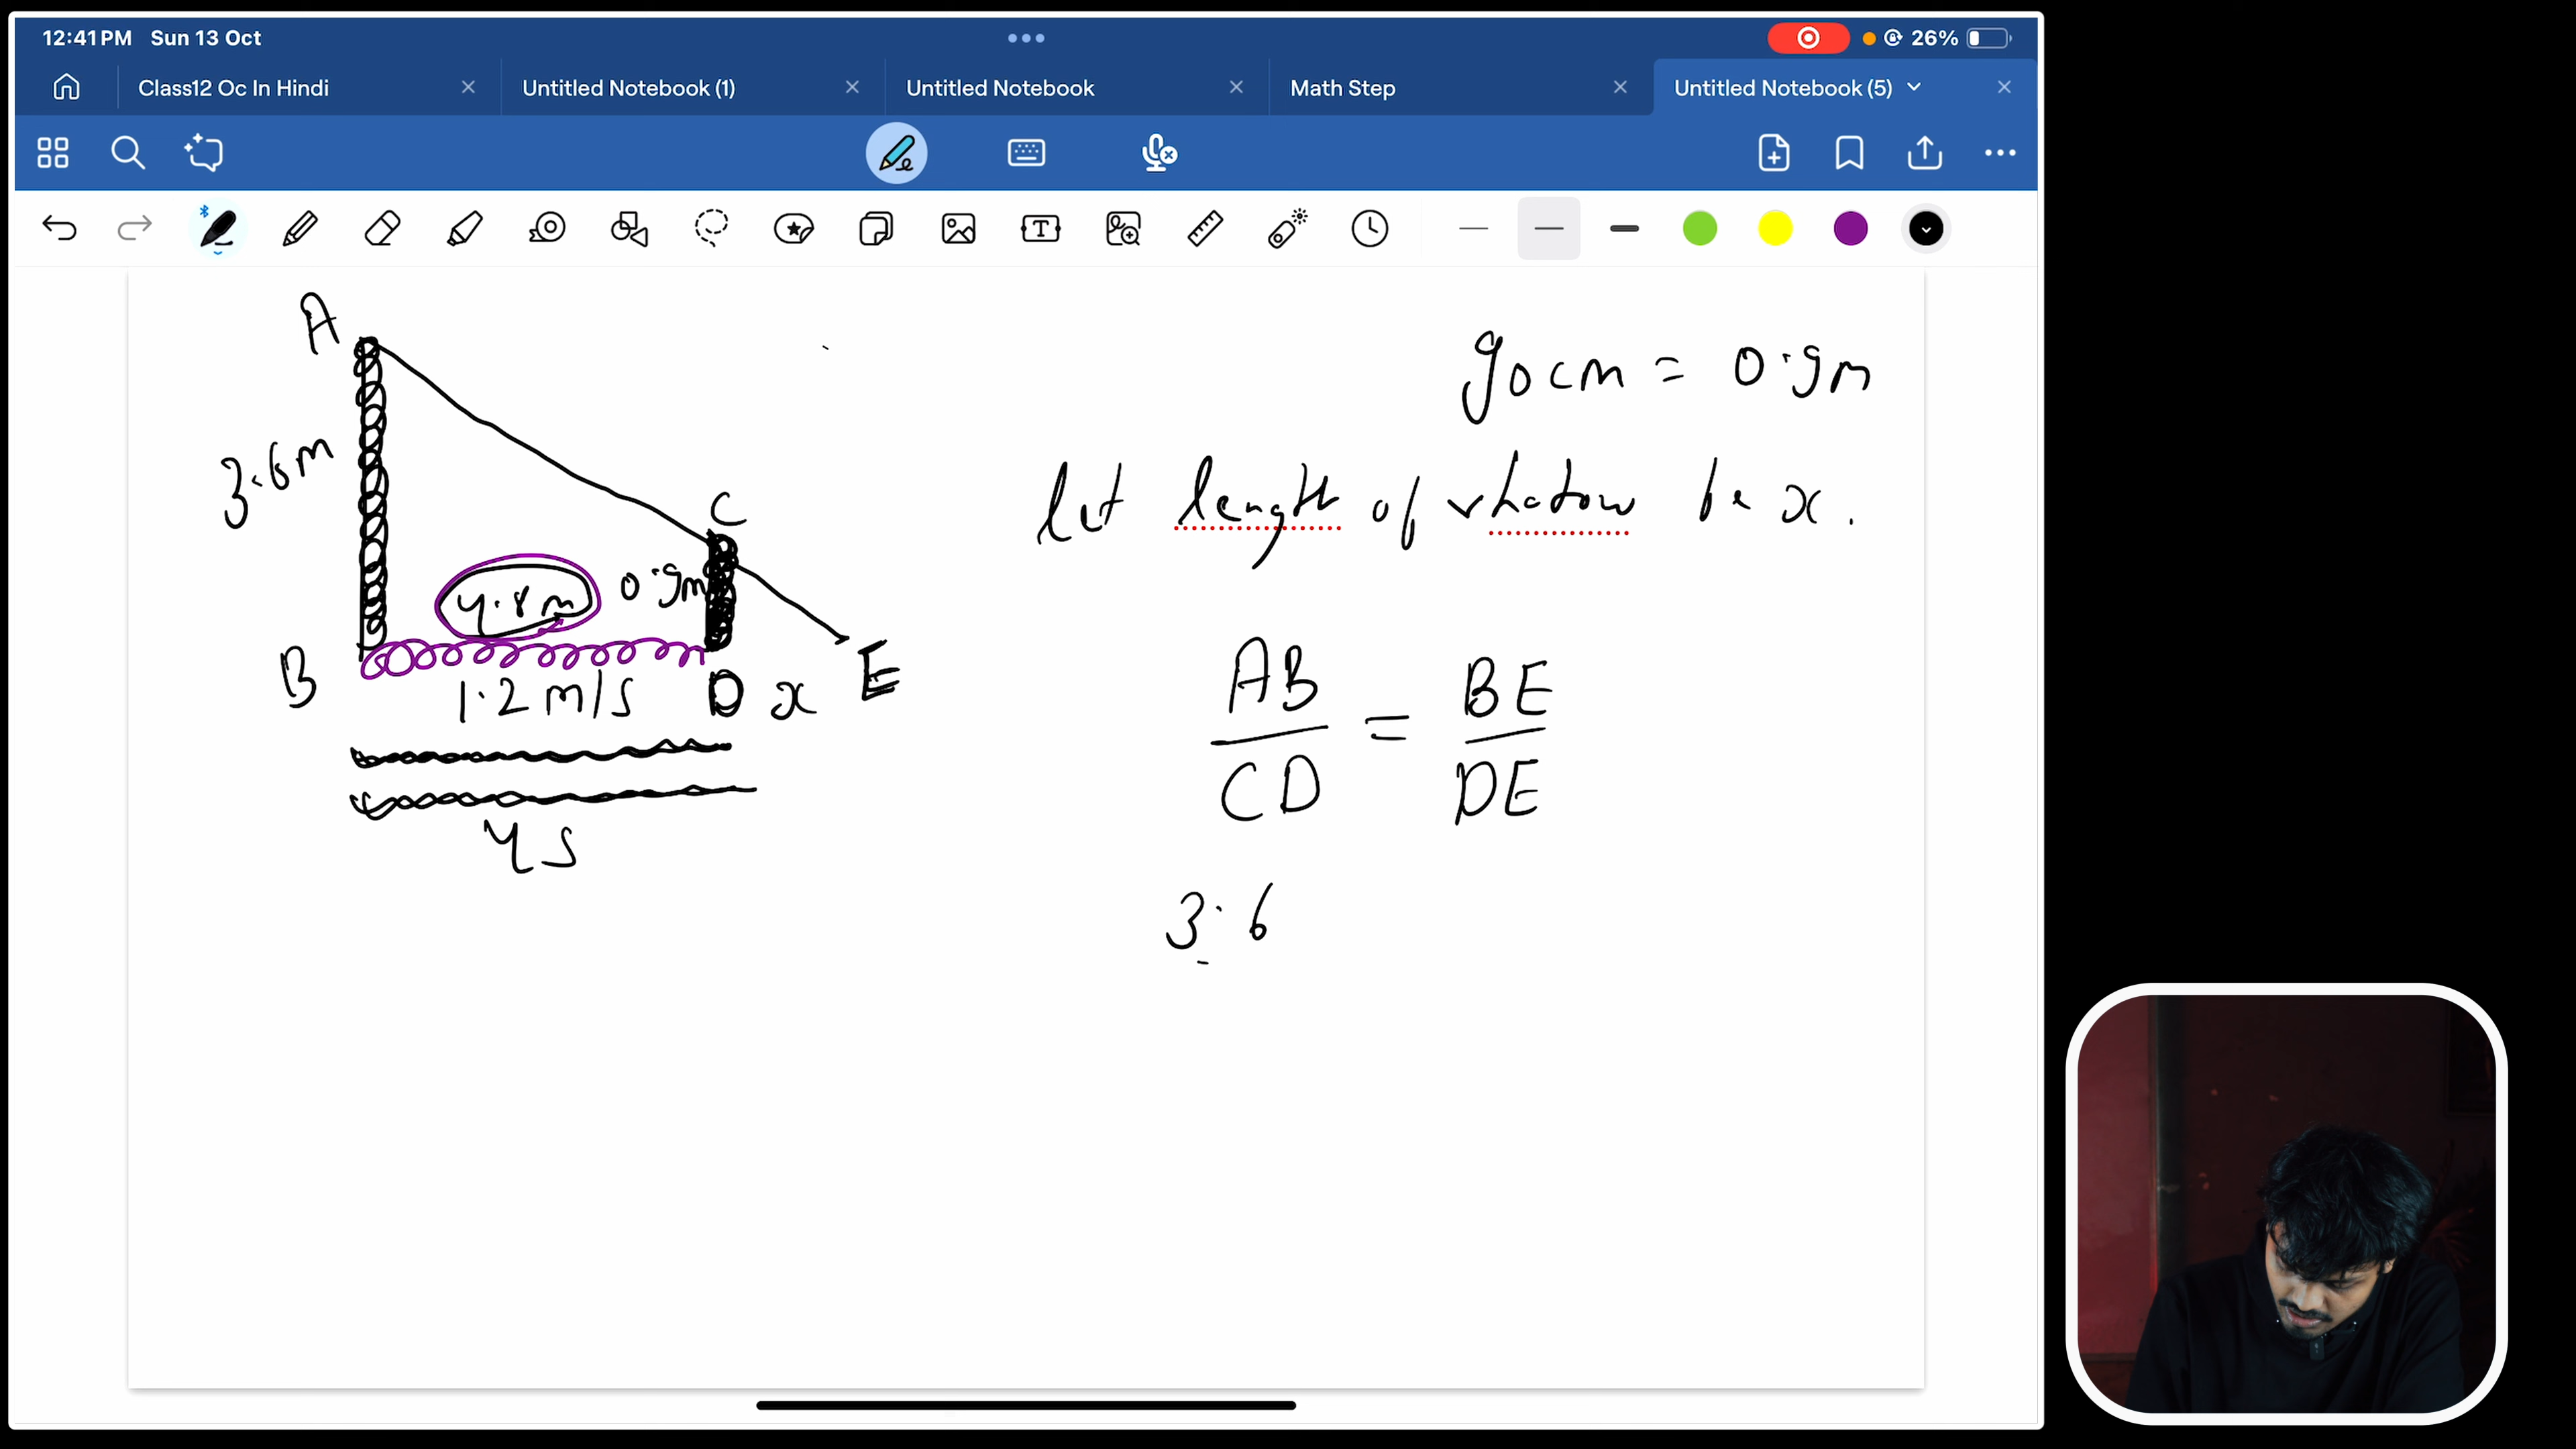 12:41 PM Sun 13 Oct
26%
Class12 Oc In Hindi
Untitled Notebook (1)
Untitled Notebook
Math Step
Untitled Notebook (5)
A
90cm = 0.9m
3.6m
let length of shadow be x.
C
4.8m
0.9m
B
1.2 m/s
D
x
E
AB/CD = BE/DE
4s
3.6